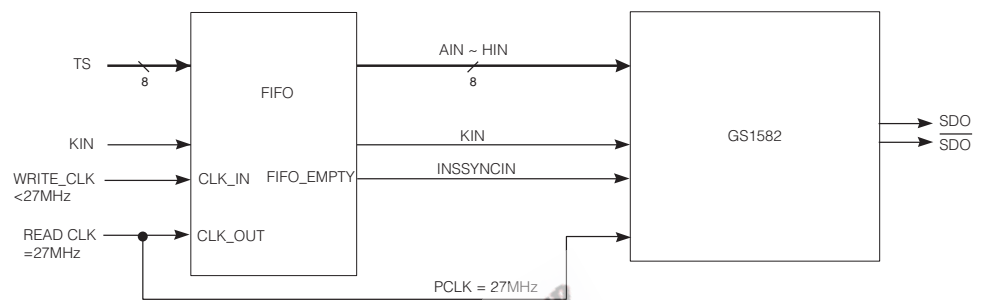 TS
8
KIN
WRITE_CLK
<27MHz
READ CLK
=27MHz
FIFO
CLK_IN
FIFO_EMPTY
CLK_OUT
AIN ~ HIN
8
KIN
INSSYNCIN
PCLK = 27MHz
GS1582
SDO
SDO